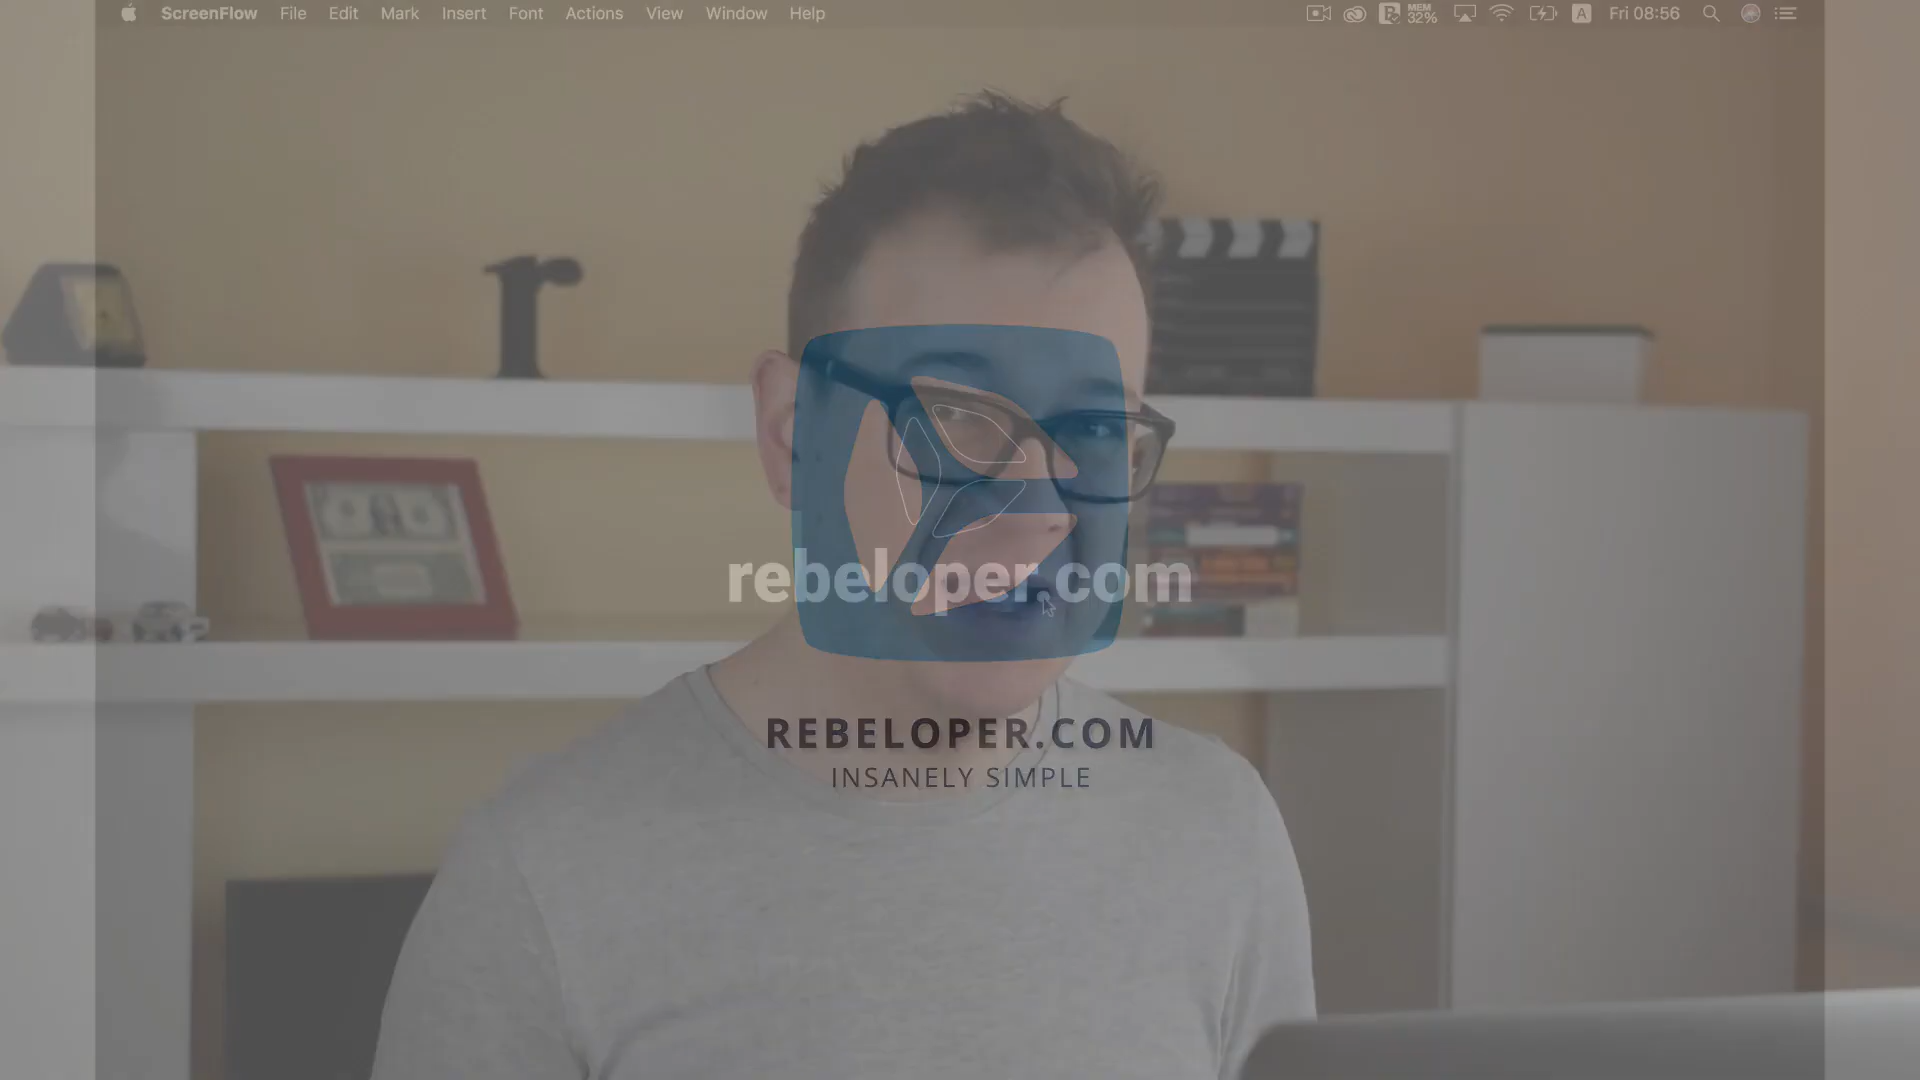 ScreenFlow File Edit Mark Insert Font Actions View Window Help MEM 32% A Fri 08:56
rebeloper.com
REBELOPER.COM
INSANELY SIMPLE